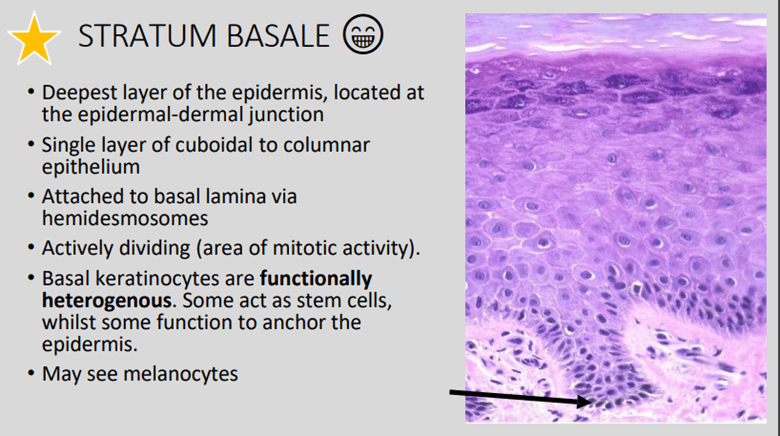 STRATUM BASALE
• Deepest layer of the epidermis, located at
the epidermal-dermal junction
• Single layer of cuboidal to columnar
epithelium
• Attached to basal lamina via
hemidesmosomes
• Actively dividing (area of mitotic activity).
• Basal keratinocytes are functionally
heterogenous. Some act as stem cells,
whilst some function to anchor the
epidermis.
• May see melanocytes